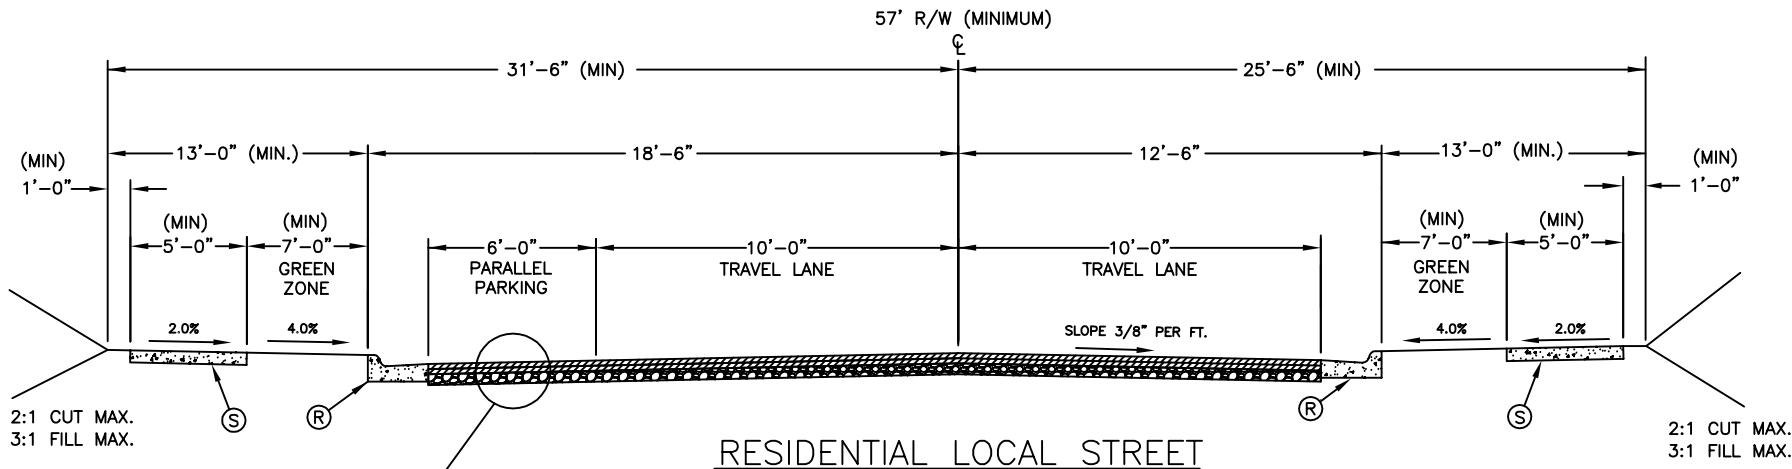 57' R/W (MINIMUM)
℄
31'-6" (MIN)
25'-6" (MIN)
(MIN)
1'-0"
13'-0" (MIN.)
18'-6"
12'-6"
13'-0" (MIN.)
(MIN)
1'-0"
(MIN)
5'-0"
(MIN)
7'-0"
GREEN
ZONE
6'-0"
PARALLEL
PARKING
10'-0"
TRAVEL LANE
10'-0"
TRAVEL LANE
(MIN)
7'-0"
GREEN
ZONE
(MIN)
5'-0"
2.0%
4.0%
SLOPE 3/8" PER FT.
4.0%
2.0%
2:1 CUT MAX.
3:1 FILL MAX.
S
R
R
S
2:1 CUT MAX.
3:1 FILL MAX.
RESIDENTIAL LOCAL STREET